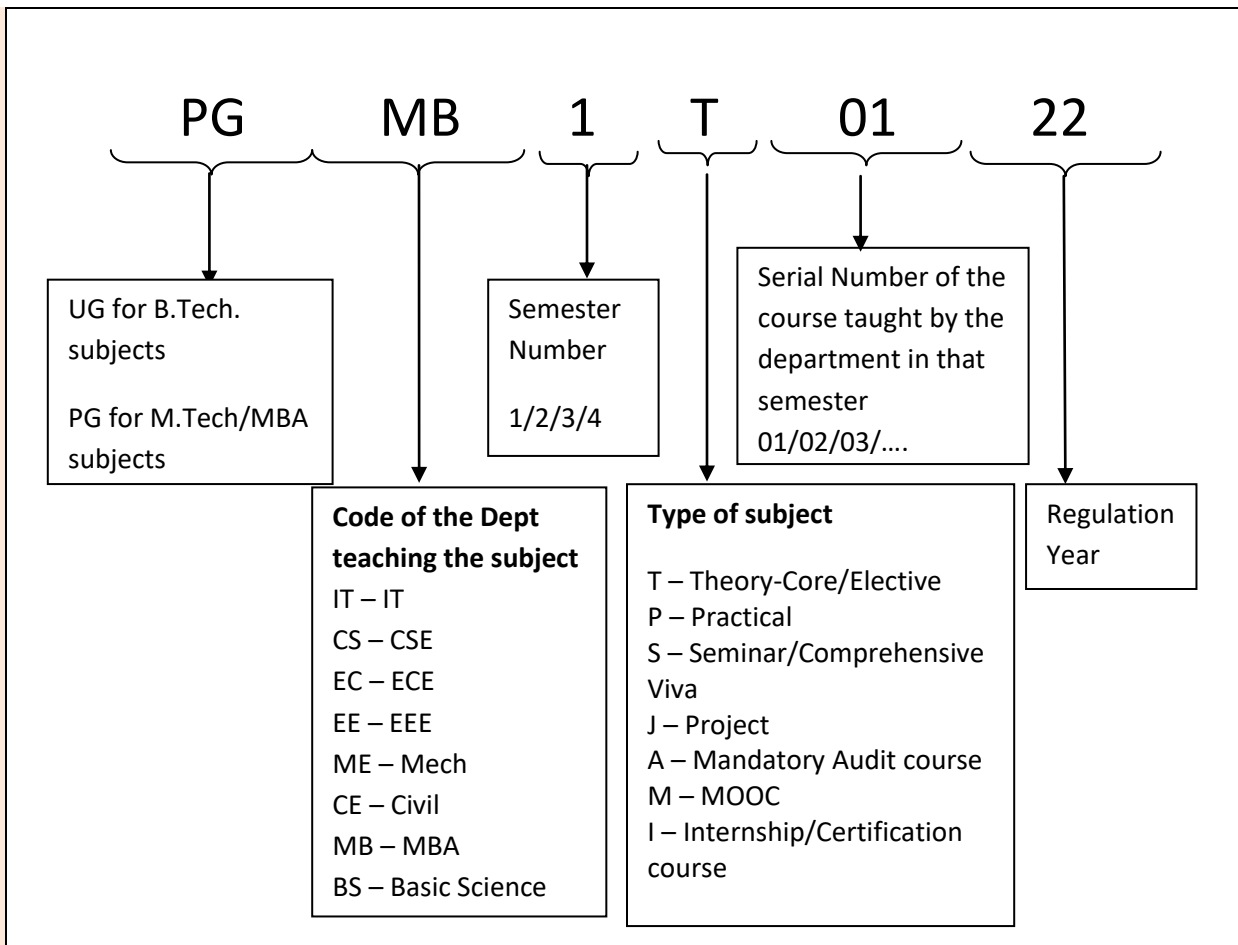 PG MB 1 T 01 22
UG for B.Tech.
subjects
PG for M.Tech/MBA
subjects
Semester
Number
1/2/3/4
Serial Number of the
course taught by the
department in that
semester
01/02/03/....
Code of the Dept
teaching the subject
IT – IT
CS – CSE
EC – ECE
EE – EEE
ME – Mech
CE – Civil
MB – MBA
BS – Basic Science
Type of subject
T – Theory-Core/Elective
P – Practical
S – Seminar/Comprehensive
Viva
J – Project
A – Mandatory Audit course
M – MOOC
I – Internship/Certification
course
Regulation
Year